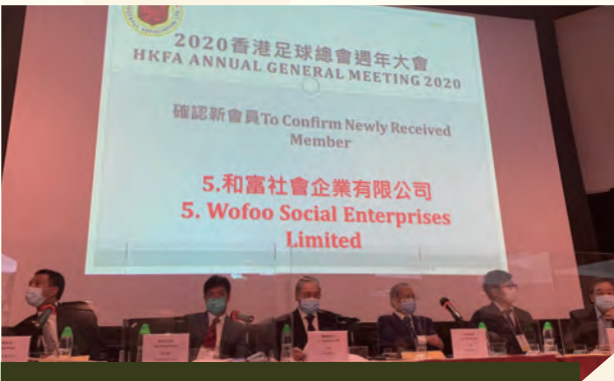 2020香港足球總會週年大會
HKFA ANNUAL GENERAL MEETING 2020
確認新會員To Confirm Newly Received
Member
5.和富社會企業有限公司
5. Wofoo Social Enterprises
Limited